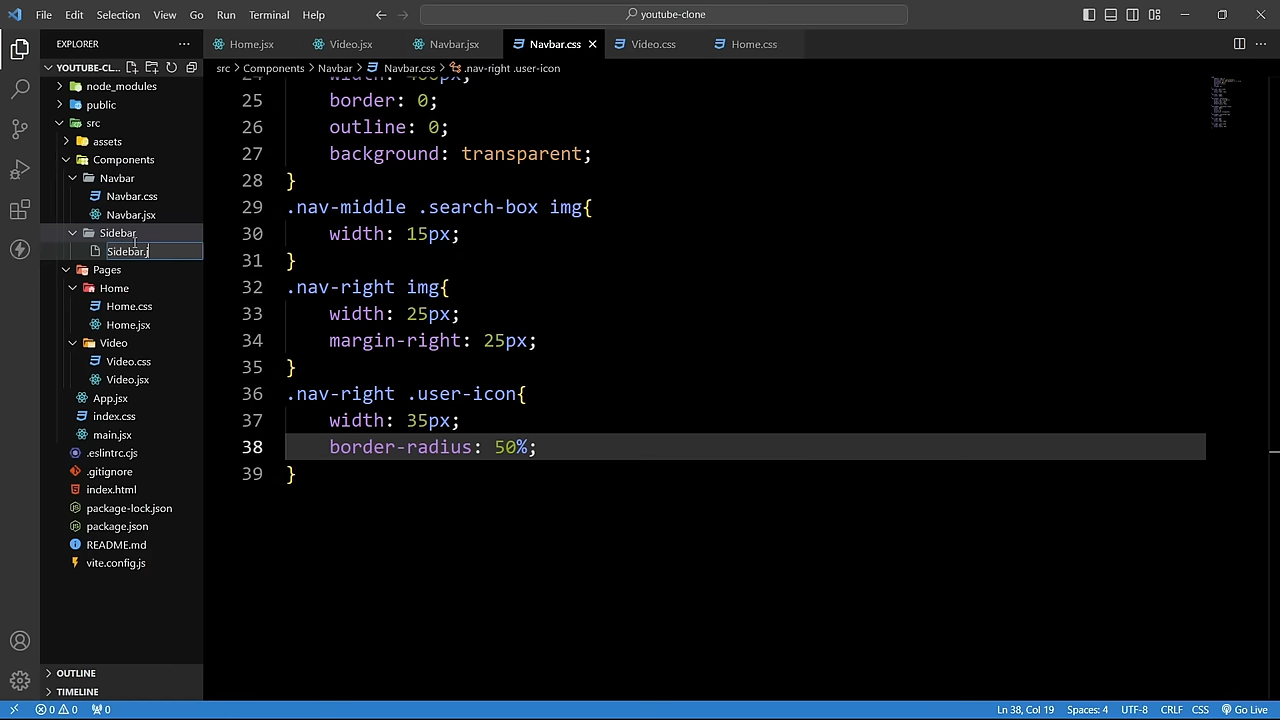 File Edit Selection View Go Run Terminal Help
youtube-clone
EXPLORER
Home.jsx Video.jsx Navbar.jsx Navbar.css Video.css Home.css
YOUTUBE-CL...
src > Components > Navbar > Navbar.css > .nav-right .user-icon
node_modules
public
src
assets
Components
Navbar
Navbar.css
Navbar.jsx
Sidebar
Sidebar.j
Pages
Home
Home.css
Home.jsx
Video
Video.css
Video.jsx
App.jsx
index.css
main.jsx
.eslintrc.cjs
.gitignore
index.html
package-lock.json
package.json
README.md
vite.config.js
OUTLINE
TIMELINE
24 width: 400px;
25 border: 0;
26 outline: 0;
27 background: transparent;
28 }
29 .nav-middle .search-box img{
30 width: 15px;
31 }
32 .nav-right img{
33 width: 25px;
34 margin-right: 25px;
35 }
36 .nav-right .user-icon{
37 width: 35px;
38 border-radius: 50%;
39 }
0 0 0 Ln 38, Col 19 Spaces: 4 UTF-8 CRLF CSS Go Live